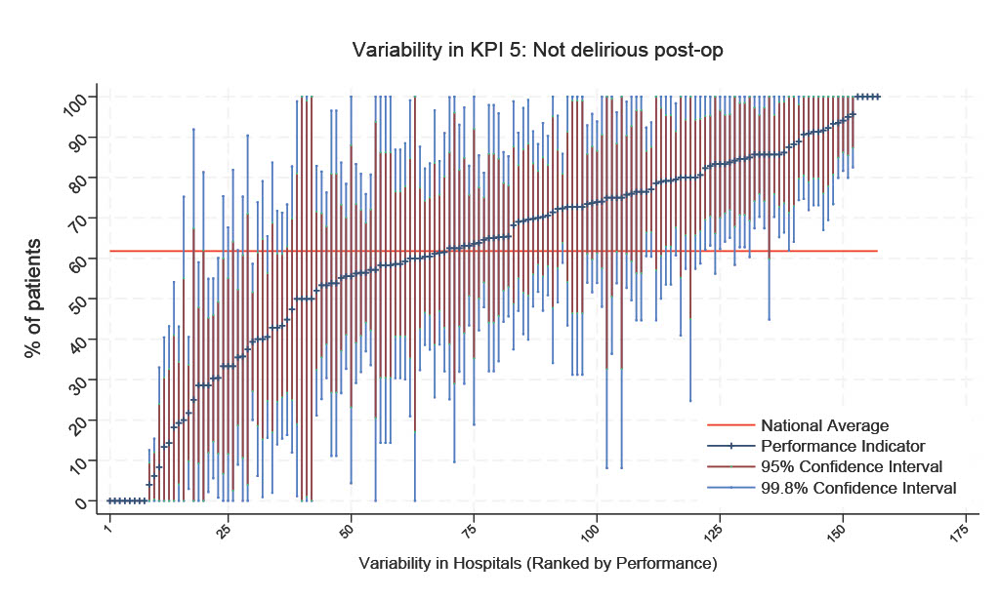 Variability in KPI 5: Not delirious post-op
% of patients
100
90
80
70
60
50
40
30
20
10
0
National Average
Performance Indicator
95% Confidence Interval
99.8% Confidence Interval
1
25
50
75
100
125
150
175
Variability in Hospitals (Ranked by Performance)